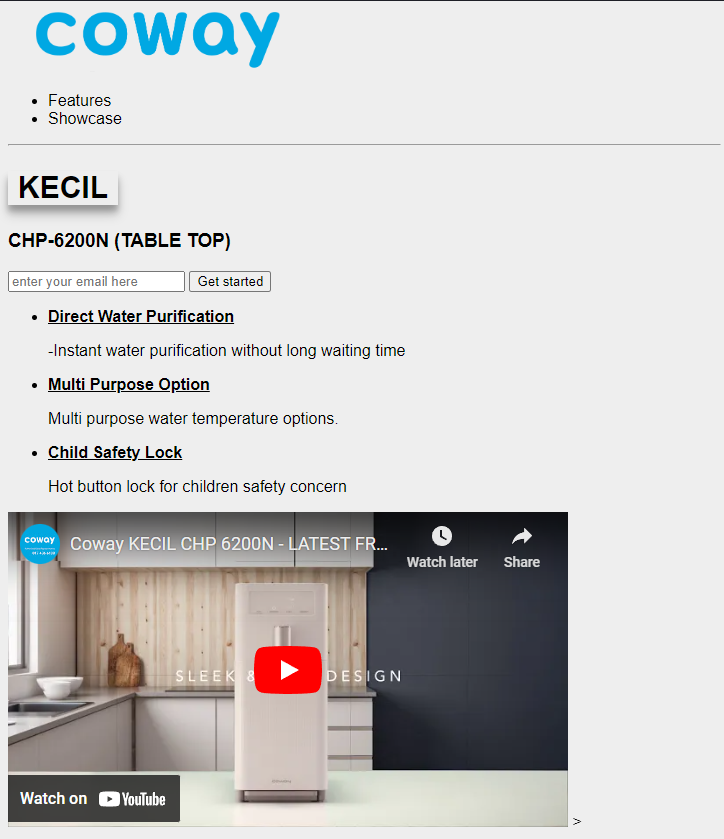 coway
Features
Showcase
KECIL
CHP-6200N (TABLE TOP)
enter your email here Get started
Direct Water Purification
-Instant water purification without long waiting time
Multi Purpose Option
Multi purpose water temperature options.
Child Safety Lock
Hot button lock for children safety concern
coway Coway KECIL CHP 6200N - LATEST FR... Watch later Share
SLEEK & DESIGN
Watch on YouTube
>